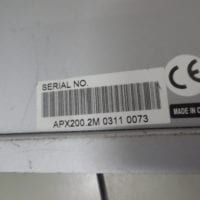 SERIAL NO.
APX200.2M 0311 0073
CE
MADE IN C